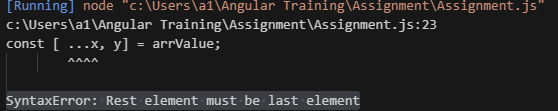 [Running] node "c:\Users\a1\Angular Training\Assignment\Assignment.js"
c:\Users\a1\Angular Training\Assignment\Assignment.js:23
const [ ...x, y] = arrValue;
^^^^
SyntaxError: Rest element must be last element